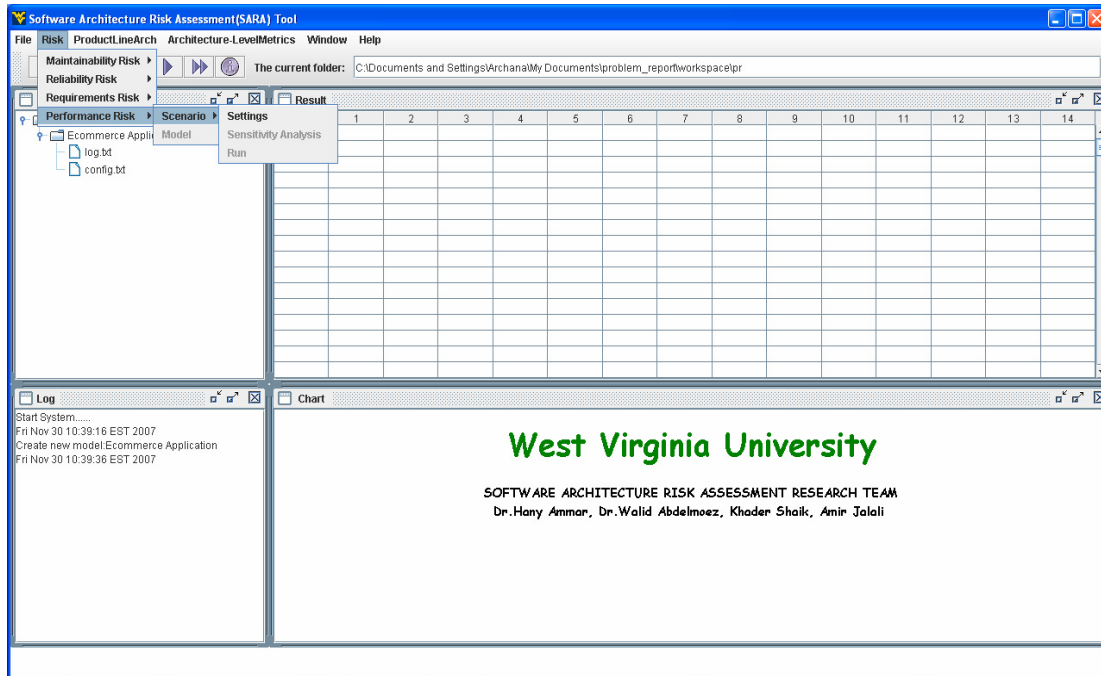 Software Architecture Risk Assessment(SARA) Tool
File Risk ProductLineArch Architecture-LevelMetrics Window Help
Maintainability Risk
Reliability Risk
Requirements Risk
Performance Risk
Scenario
Model
Settings
Sensitivity Analysis
Run
The current folder: C:\Documents and Settings\Archana\My Documents\problem_report\workspace\pr
Ecommerce Appli
log.txt
config.txt
Result
1 2 3 4 5 6 7 8 9 10 11 12 13 14
Log
Start System......
Fri Nov 30 10:39:16 EST 2007
Create new model:Ecommerce Application
Fri Nov 30 10:39:36 EST 2007
Chart
West Virginia University
SOFTWARE ARCHITECTURE RISK ASSESSMENT RESEARCH TEAM
Dr.Hany Ammar, Dr.Walid Abdelmoez, Khader Shaik, Amir Jalali